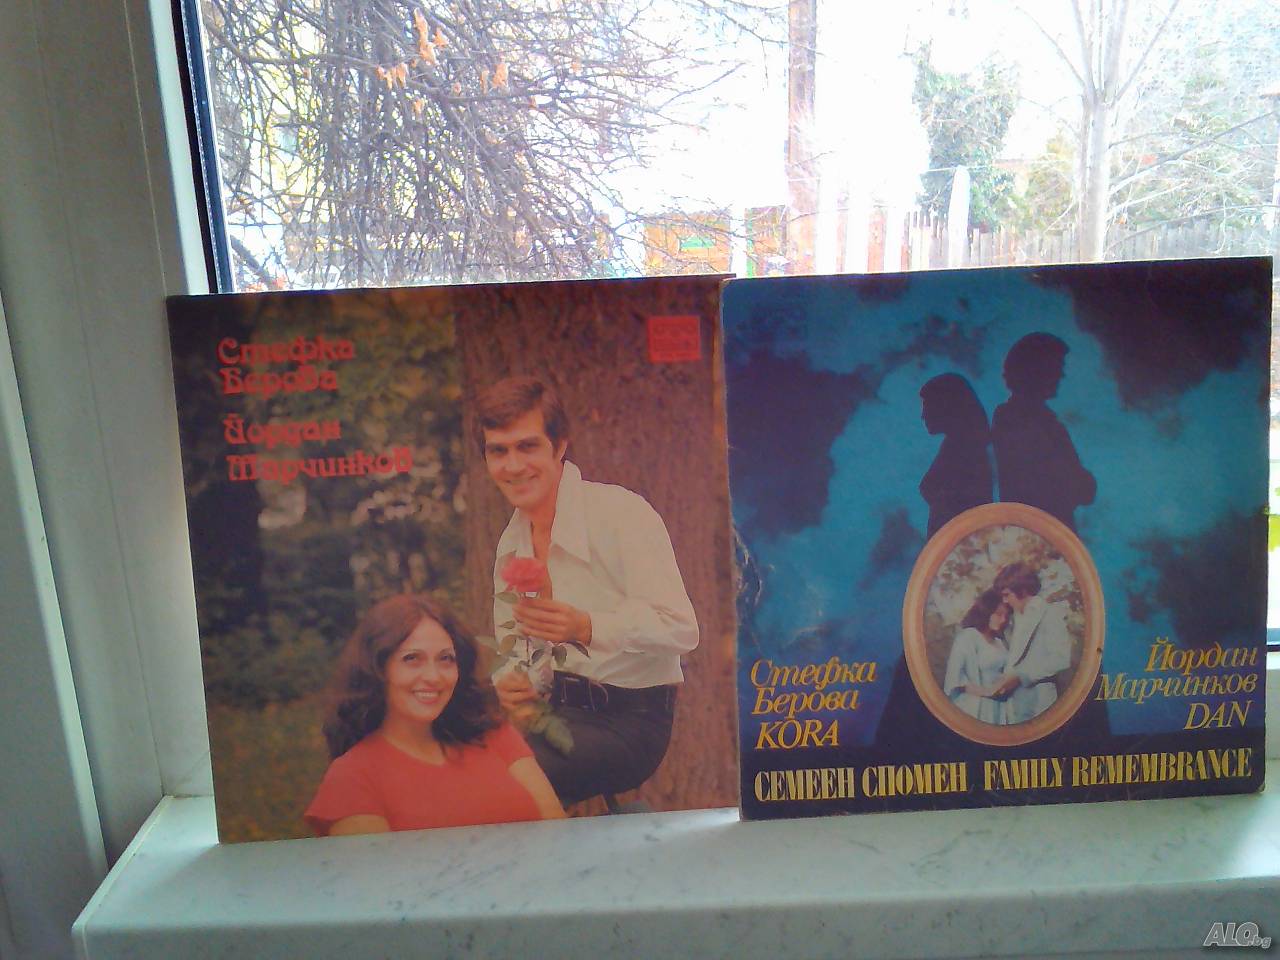 Стефка
Берова
Йордан
Марчинков
Стефка
Берова
KORA
Йордан
Марчинков
DAN
СЕМЕЕН СПОМЕН FAMILY REMEMBRANCE
ALO.bg